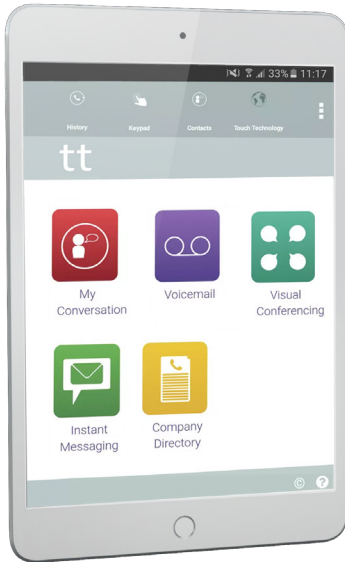 33% 11:17
History Keypad Contacts Touch Technology
tt
My
Conversation
Voicemail
Visual
Conferencing
Instant
Messaging
Company
Directory
©
?